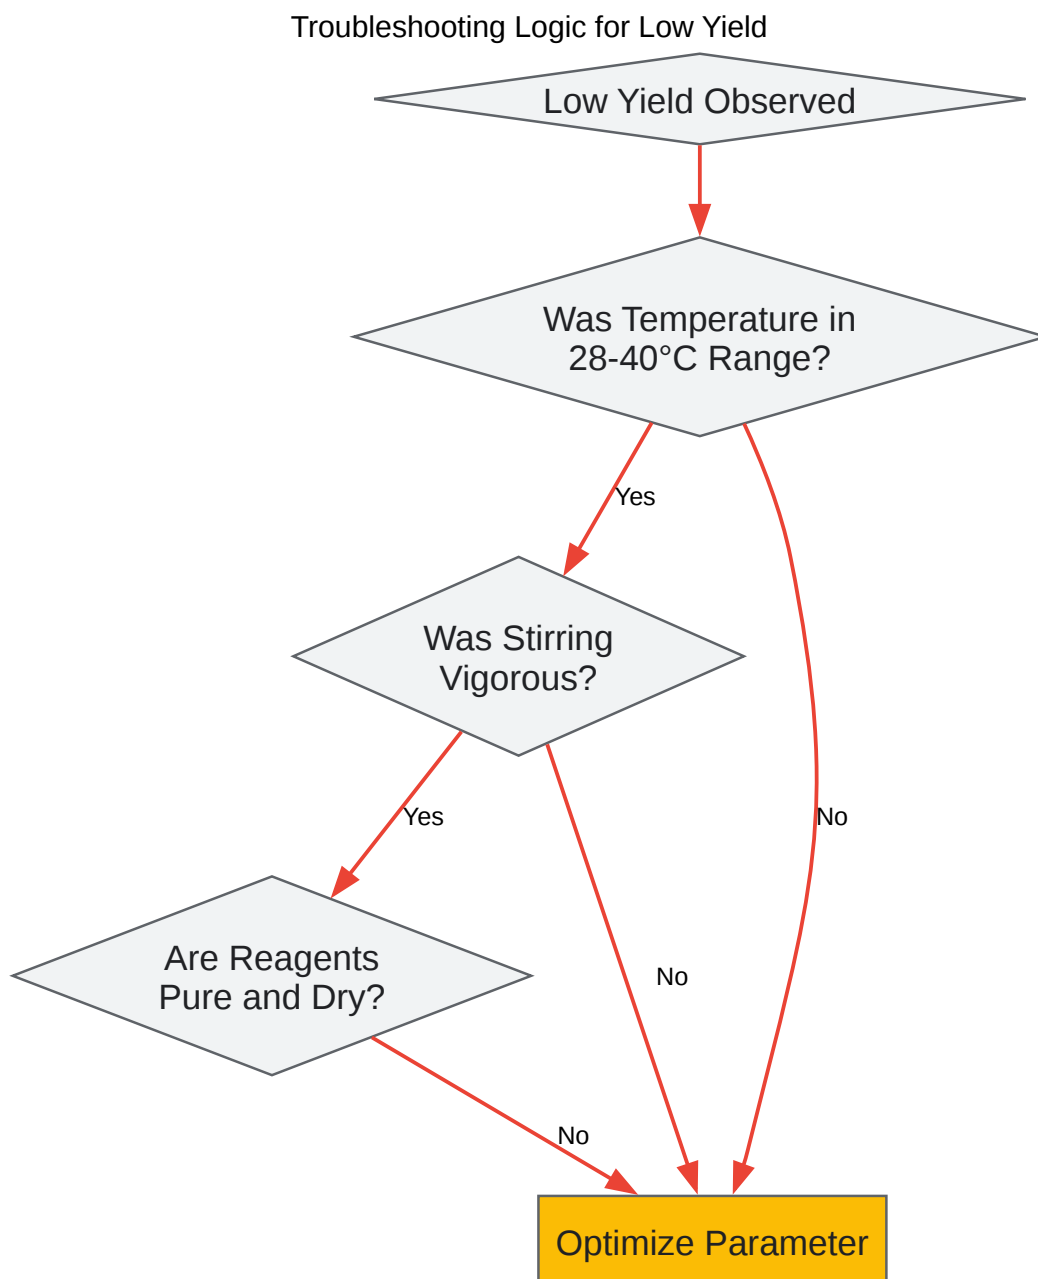 Troubleshooting Logic for Low Yield
Low Yield Observed
Was Temperature in
28-40°C Range?
Yes
Was Stirring
Vigorous?
Yes
No
Are Reagents
Pure and Dry?
No
No
Optimize Parameter